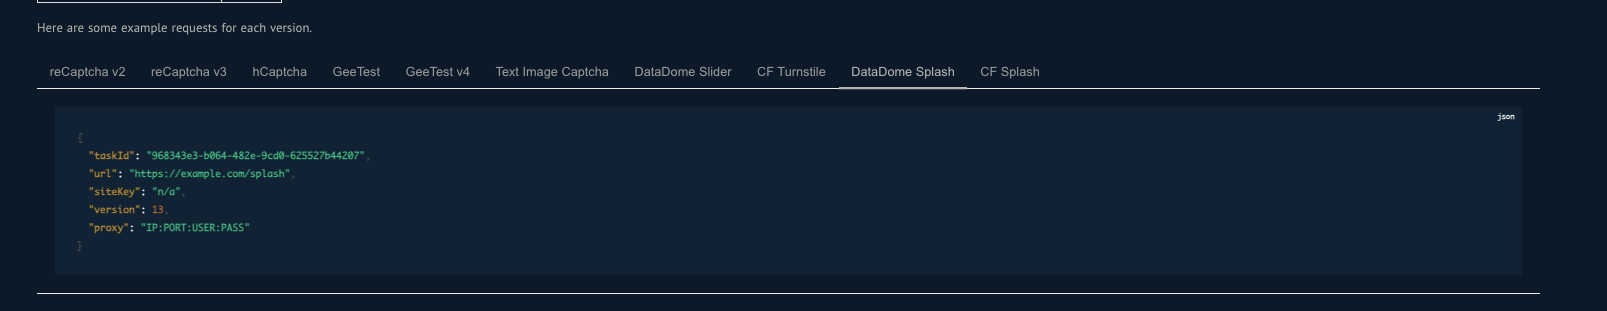 Here are some example requests for each version.
reCaptcha v2 reCaptcha v3 hCaptcha GeeTest GeeTest v4 Text Image Captcha DataDome Slider CF Turnstile DataDome Splash CF Splash
json
{
"taskId": "968343e3-b064-482e-9cd0-625527b44207",
"url": "https://example.com/splash",
"siteKey": "n/a",
"version": 13,
"proxy": "IP:PORT:USER:PASS"
}